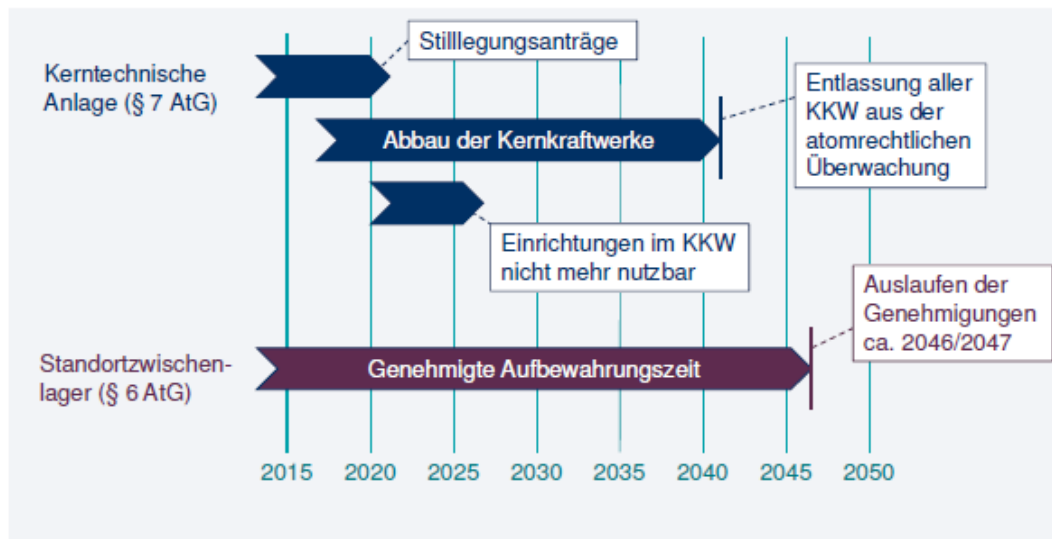 Stilllegungsanträge
Kerntechnische
Anlage (§ 7 AtG)
Entlassung aller
KKW aus der
atomrechtlichen
Überwachung
Abbau der Kernkraftwerke
Einrichtungen im KKW
nicht mehr nutzbar
Auslaufen der
Genehmigungen
ca. 2046/2047
Standortzwischen-
lager (§ 6 AtG)
Genehmigte Aufbewahrungszeit
2015 2020 2025 2030 2035 2040 2045 2050